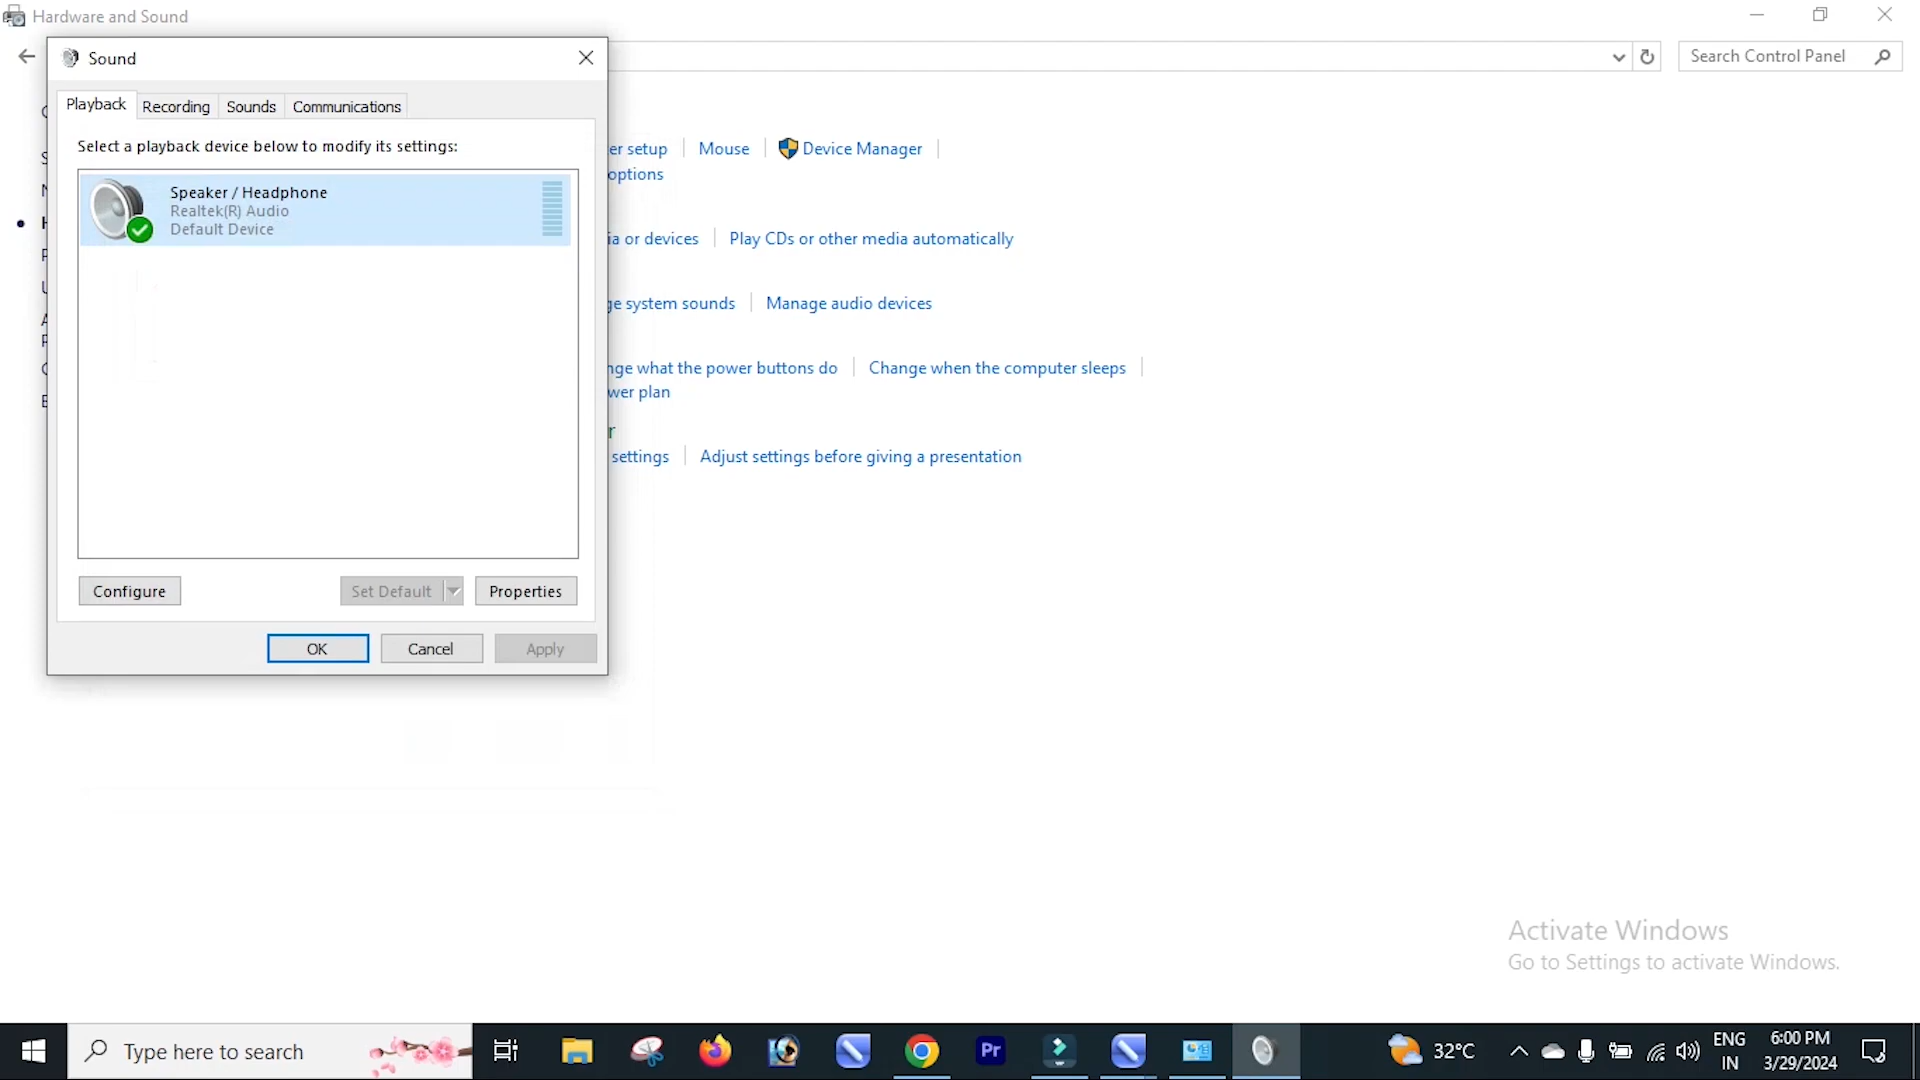 Hardware and Sound
Search Control Panel
Sound
Playback
Recording
Sounds
Communications
Select a playback device below to modify its settings:
Speaker / Headphone
Realtek(R) Audio
Default Device
Configure
Set Default
Properties
OK
Cancel
Apply
er setup
Mouse
Device Manager
options
ia or devices
Play CDs or other media automatically
ge system sounds
Manage audio devices
nge what the power buttons do
Change when the computer sleeps
wer plan
r
settings
Adjust settings before giving a presentation
Activate Windows
Go to Settings to activate Windows.
Type here to search
Pr
32°C
ENG
IN
6:00 PM
3/29/2024